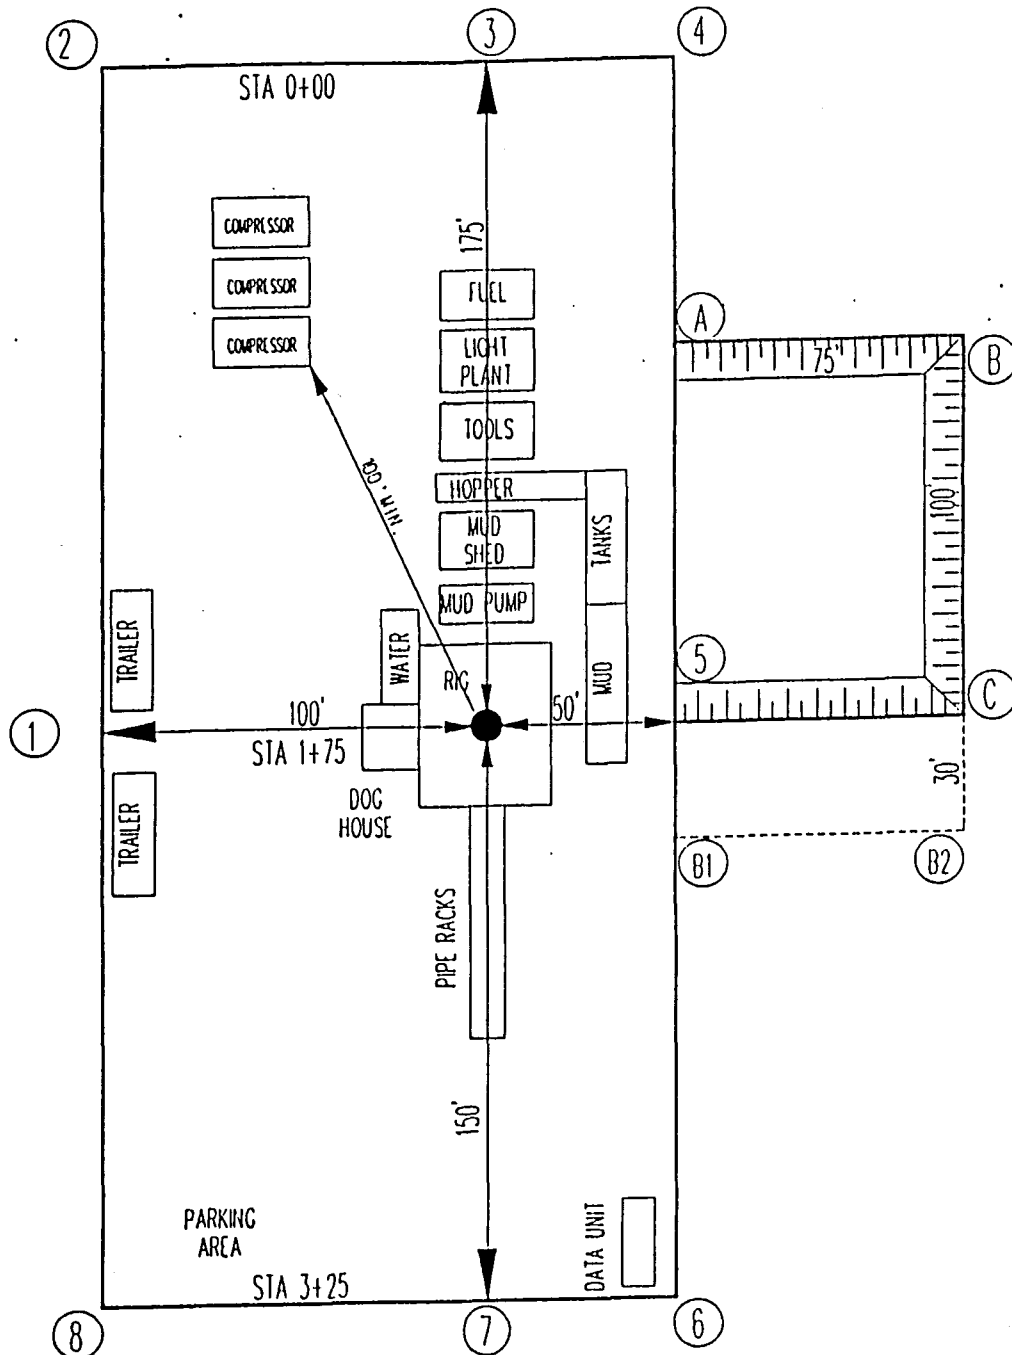 2
3
4
STA 0+00
COMPRESSOR
COMPRESSOR
COMPRESSOR
175'
FUEL
LIGHT
PLANT
TOOLS
HOPPER
MUD
SHED
MUD PUMP
TANKS
MUD
100' MIN.
A
75'
B
100'
5
C
30'
B1
B2
TRAILER
WATER
RIG
1
100'
50'
STA 1+75
DOG
HOUSE
TRAILER
PIPE RACKS
150'
PARKING
AREA
DATA UNIT
STA 3+25
8
7
6